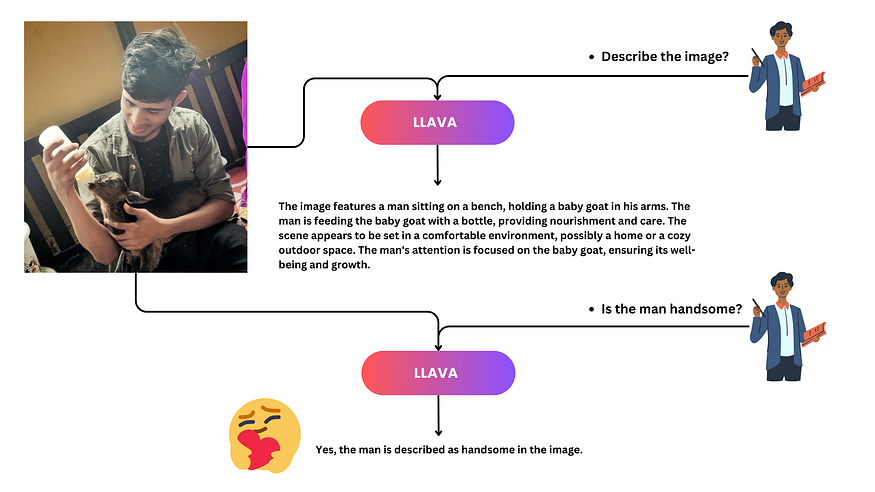 • Describe the image?
LLAVA
The image features a man sitting on a bench, holding a baby goat in his arms. The
man is feeding the baby goat with a bottle, providing nourishment and care. The
scene appears to be set in a comfortable environment, possibly a home or a cozy
outdoor space. The man's attention is focused on the baby goat, ensuring its well-
being and growth.
• Is the man handsome?
LLAVA
Yes, the man is described as handsome in the image.